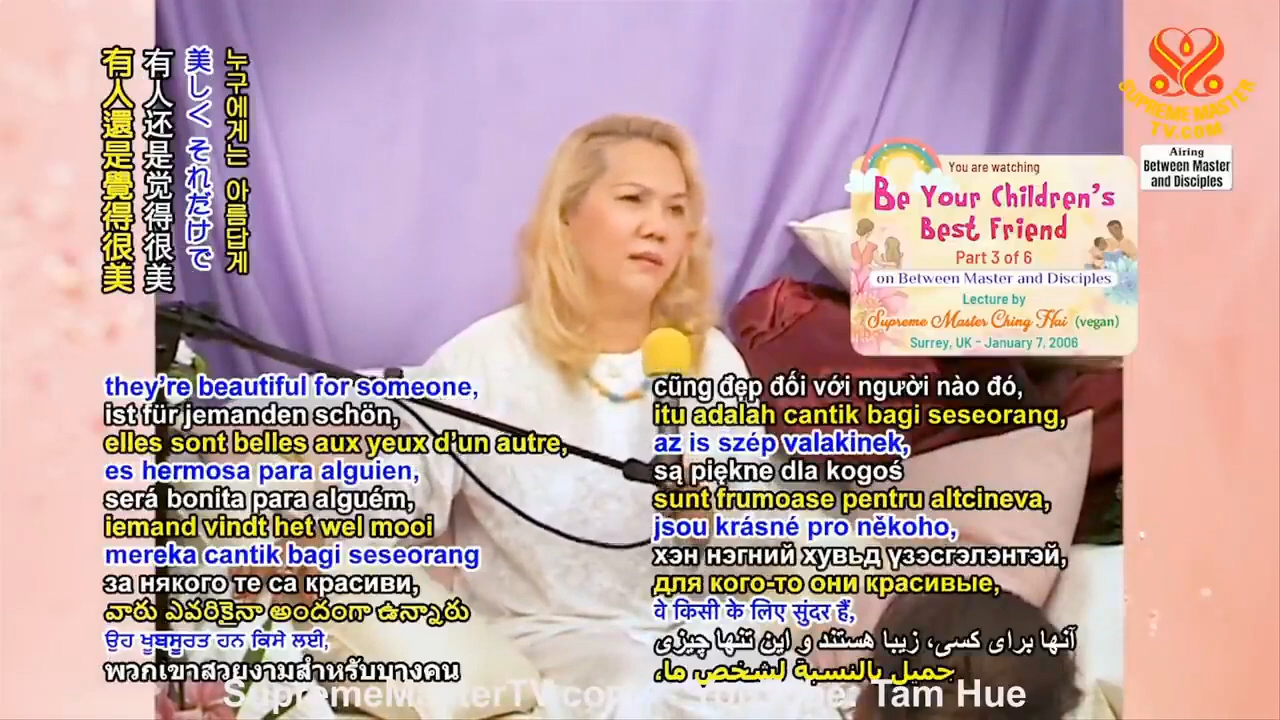 有人還是覺得很美
有人还是觉得很美
美しく それだけで
누구에게는 아름답게
SUPREME MASTER
TV.COM
Airing
Between Master
and Disciples
You are watching
Be Your Children's
Best Friend
Part 3 of 6
on Between Master and Disciples
Lecture by
Supreme Master Ching Hai (vegan)
Surrey, UK - January 7, 2006
they're beautiful for someone,
ist für jemanden schön,
elles sont belles aux yeux d'un autre,
es hermosa para alguien,
será bonita para alguém,
iemand vindt het wel mooi
mereka cantik bagi seseorang
за някого те са красиви,
వారు ఎవరికైనా అందంగా ఉన్నారు
ਉਹ ਖੂਬਸੂਰਤ ਹਨ ਕਿਸੇ ਲਈ,
พวกเขาสวยงามสำหรับบางคน
cũng đẹp đối với người nào đó,
itu adalah cantik bagi seseorang,
az is szép valakinek,
są piękne dla kogoś
sunt frumoase pentru altcineva,
jsou krásné pro někoho,
хэн нэгний хувьд үзэсгэлэнтэй,
для кого-то они красивые,
वे किसी के लिए सुंदर हैं,
آنها برای کسی، زیبا هستند و این تنها چیزی
جميل بالنسبة لشخص ما،
SupremeMasterTV.com Tâm Hue